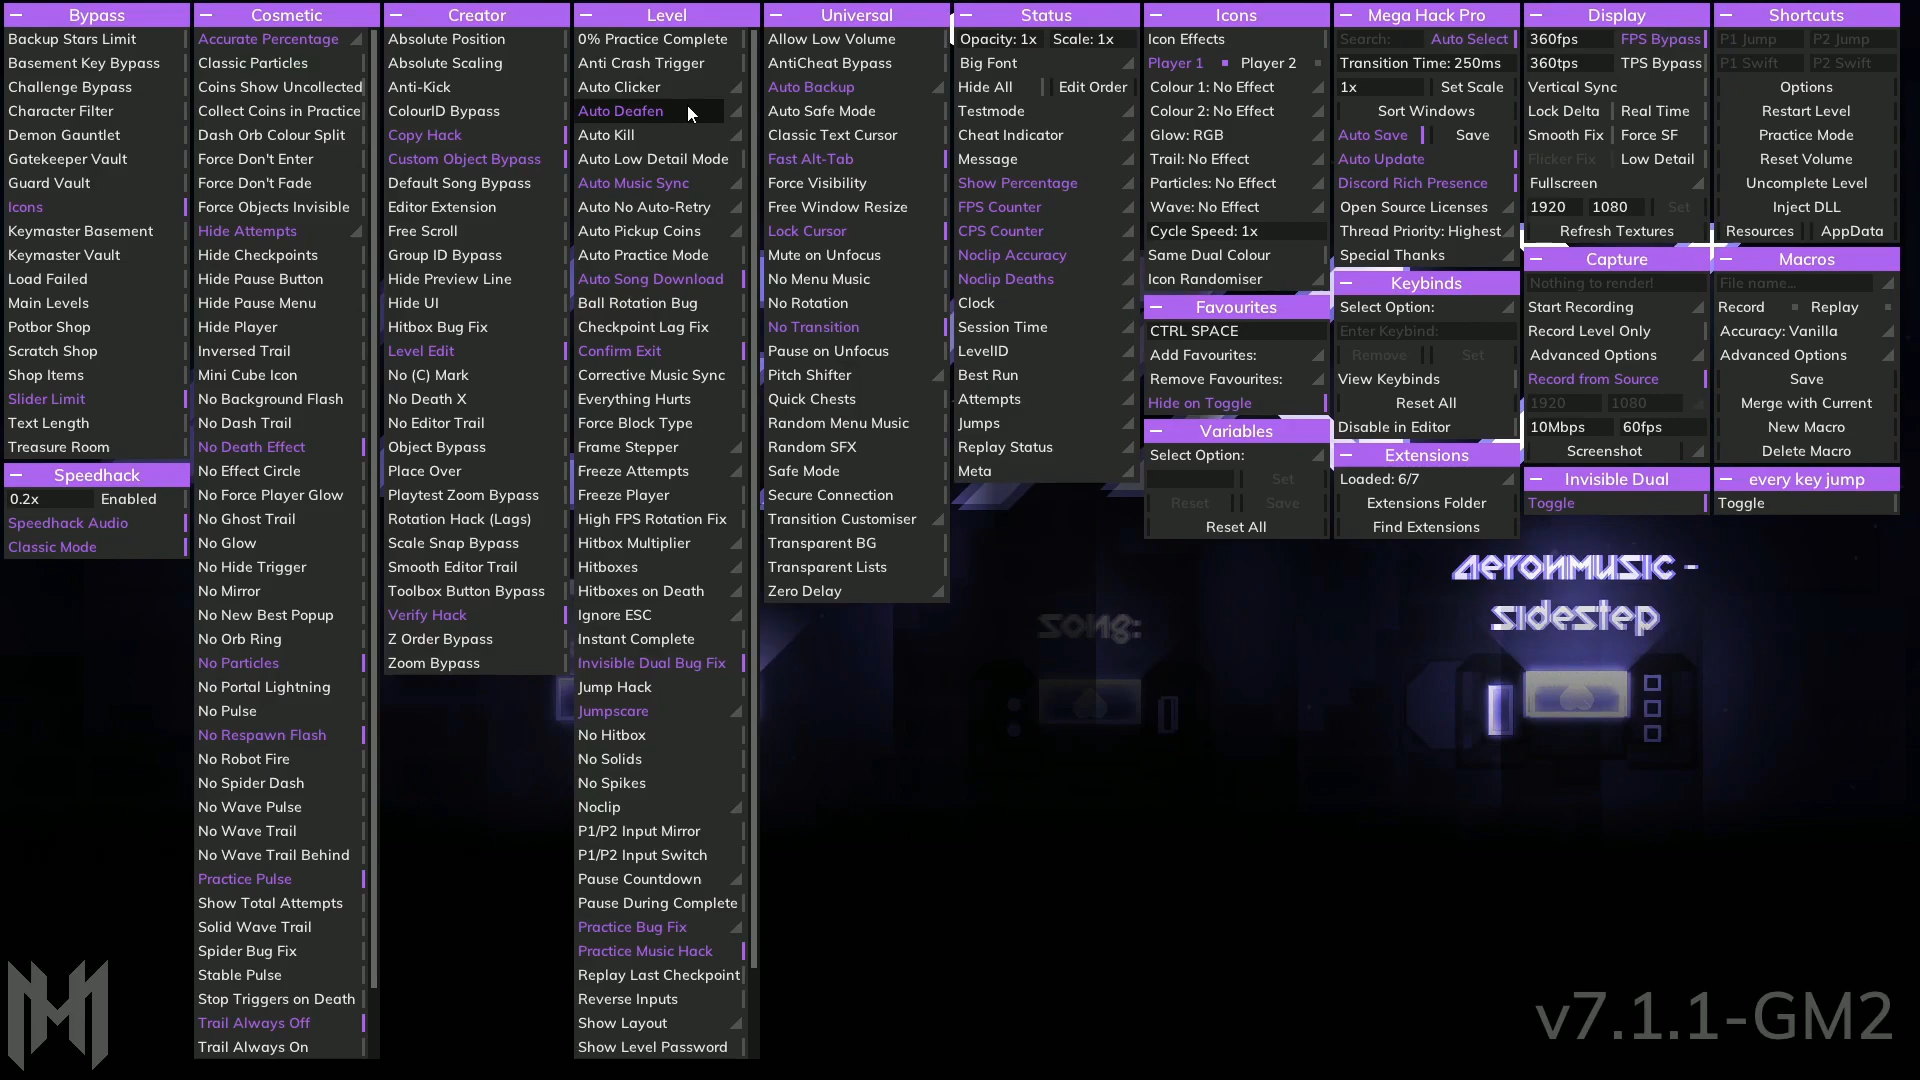 Bypass
Backup Stars Limit
Basement Key Bypass
Challenge Bypass
Character Filter
Demon Gauntlet
Gatekeeper Vault
Guard Vault
Icons
Keymaster Basement
Keymaster Vault
Load Failed
Main Levels
Potbor Shop
Scratch Shop
Shop Items
Slider Limit
Text Length
Treasure Room
Speedhack
0.2x Enabled
Speedhack Audio
Classic Mode
Cosmetic
Accurate Percentage
Classic Particles
Coins Show Uncollected
Collect Coins in Practice
Dash Orb Colour Split
Force Don't Enter
Force Don't Fade
Force Objects Invisible
Hide Attempts
Hide Checkpoints
Hide Pause Button
Hide Pause Menu
Hide Player
Inversed Trail
Mini Cube Icon
No Background Flash
No Dash Trail
No Death Effect
No Effect Circle
No Force Player Glow
No Ghost Trail
No Glow
No Hide Trigger
No Mirror
No New Best Popup
No Orb Ring
No Particles
No Portal Lightning
No Pulse
No Respawn Flash
No Robot Fire
No Spider Dash
No Wave Pulse
No Wave Trail
No Wave Trail Behind
Practice Pulse
Show Total Attempts
Solid Wave Trail
Spider Bug Fix
Stable Pulse
Stop Triggers on Death
Trail Always Off
Trail Always On
Creator
Absolute Position
Absolute Scaling
Anti-Kick
ColourID Bypass
Copy Hack
Custom Object Bypass
Default Song Bypass
Editor Extension
Free Scroll
Group ID Bypass
Hide Preview Line
Hide UI
Hitbox Bug Fix
Level Edit
No (C) Mark
No Death X
No Editor Trail
Object Bypass
Place Over
Playtest Zoom Bypass
Rotation Hack (Lags)
Scale Snap Bypass
Smooth Editor Trail
Toolbox Button Bypass
Verify Hack
Z Order Bypass
Zoom Bypass
Level
0% Practice Complete
Anti Crash Trigger
Auto Clicker
Auto Deafen
Auto Kill
Auto Low Detail Mode
Auto Music Sync
Auto No Auto-Retry
Auto Pickup Coins
Auto Practice Mode
Auto Song Download
Ball Rotation Bug
Checkpoint Lag Fix
Confirm Exit
Corrective Music Sync
Everything Hurts
Force Block Type
Frame Stepper
Freeze Attempts
Freeze Player
High FPS Rotation Fix
Hitbox Multiplier
Hitboxes
Hitboxes on Death
Ignore ESC
Instant Complete
Invisible Dual Bug Fix
Jump Hack
Jumpscare
No Hitbox
No Solids
No Spikes
Noclip
P1/P2 Input Mirror
P1/P2 Input Switch
Pause Countdown
Pause During Complete
Practice Bug Fix
Practice Music Hack
Replay Last Checkpoint
Reverse Inputs
Show Layout
Show Level Password
Universal
Allow Low Volume
AntiCheat Bypass
Auto Backup
Auto Safe Mode
Classic Text Cursor
Fast Alt-Tab
Force Visibility
Free Window Resize
Lock Cursor
Mute on Unfocus
No Menu Music
No Rotation
No Transition
Pause on Unfocus
Pitch Shifter
Quick Chests
Random Menu Music
Random SFX
Safe Mode
Secure Connection
Transition Customiser
Transparent BG
Transparent Lists
Zero Delay
Status
Opacity: 1x Scale: 1x
Big Font
Hide All Edit Order
Testmode
Cheat Indicator
Message
Show Percentage
FPS Counter
CPS Counter
Noclip Accuracy
Noclip Deaths
Clock
Session Time
LevelID
Best Run
Attempts
Jumps
Replay Status
Meta
Icons
Icon Effects
Player 1 Player 2
Colour 1: No Effect
Colour 2: No Effect
Glow: RGB
Trail: No Effect
Particles: No Effect
Wave: No Effect
Cycle Speed: 1x
Same Dual Colour
Icon Randomiser
Favourites
CTRL SPACE
Add Favourites:
Remove Favourites:
Hide on Toggle
Variables
Select Option:
Set
Reset Save
Reset All
Mega Hack Pro
Search: Auto Select
Transition Time: 250ms
1x Set Scale
Sort Windows
Auto Save Save
Auto Update
Discord Rich Presence
Open Source Licenses
Thread Priority: Highest
Special Thanks
Keybinds
Select Option:
Enter Keybind:
Remove Set
View Keybinds
Reset All
Disable in Editor
Extensions
Loaded: 6/7
Extensions Folder
Find Extensions
Display
360fps FPS Bypass
360tps TPS Bypass
Vertical Sync
Lock Delta Real Time
Smooth Fix Force SF
Flicker Fix Low Detail
Fullscreen
1920 1080 Set
Refresh Textures
Capture
Nothing to render!
Start Recording
Record Level Only
Advanced Options
Record from Source
1920 1080
10Mbps 60fps
Screenshot
Invisible Dual
Toggle
Shortcuts
P1 Jump P2 Jump
P1 Swift P2 Swift
Options
Restart Level
Practice Mode
Reset Volume
Uncomplete Level
Inject DLL
Resources AppData
Macros
File name...
Record Replay
Accuracy: Vanilla
Advanced Options
Save
Merge with Current
New Macro
Delete Macro
every key jump
Toggle
song:
aeronmusic -
sidestep
v7.1.1-GM2